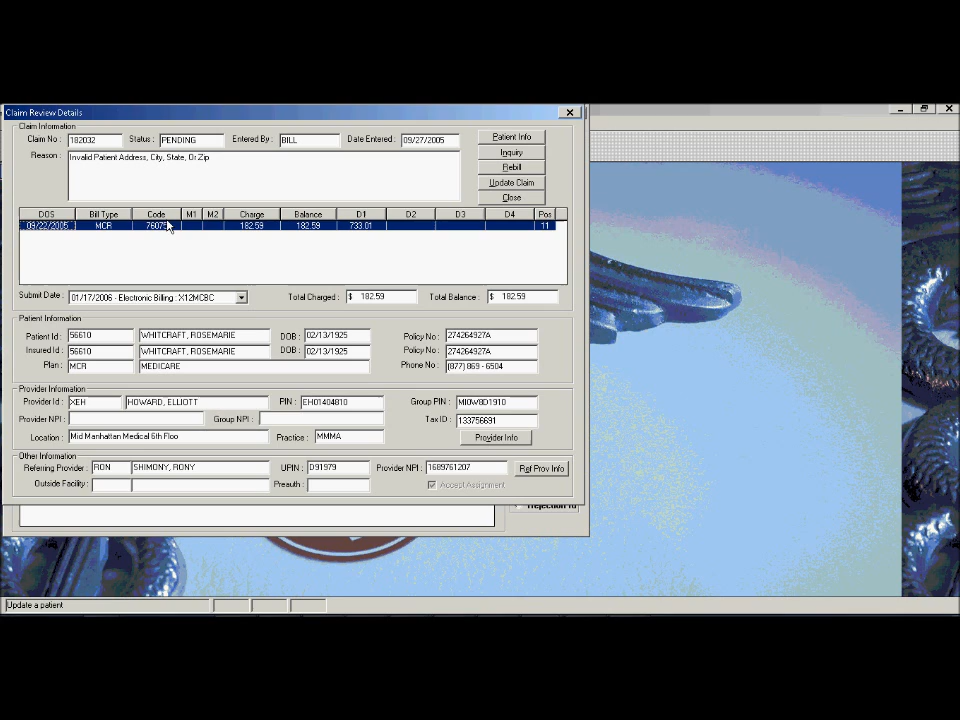 Claim Review Details
Claim Information
Claim No : 182032 Status : PENDING Entered By : BILL Date Entered : 09/27/2005 Patient Info
Reason : Invalid Patient Address, City, State, Or Zip Inquiry
Rebill
Update Claim
Close
DOS Bill Type Code M1 M2 Charge Balance D1 D2 D3 D4 Pos
09/22/2005 MCR 76075 182.59 182.59 733.01 11
Submit Date : 01/17/2006 - Electronic Billing : X12MCBC Total Charged : $ 182.59 Total Balance : $ 182.59
Patient Information
Patient Id : 56610 WHITCRAFT, ROSEMARIE DOB : 02/13/1925 Policy No : 274264927A
Insured Id : 56610 WHITCRAFT, ROSEMARIE DOB : 02/13/1925 Policy No : 274264927A
Plan : MCR MEDICARE Phone No : (877) 869 - 6504
Provider Information
Provider Id : XEH HOWARD, ELLIOTT PIN : EH01404810 Group PIN : MI0W8D1910
Provider NPI : Group NPI : Tax ID : 133756691
Location : Mid Manhattan Medical 6th Floo Practice : MMMA Provider Info
Other Information
Referring Provider : RON SHIMONY, RONY UPIN : D91979 Provider NPI : 1689761207 Ref Prov Info
Outside Facility : Preauth : Accept Assignment
Update a patient